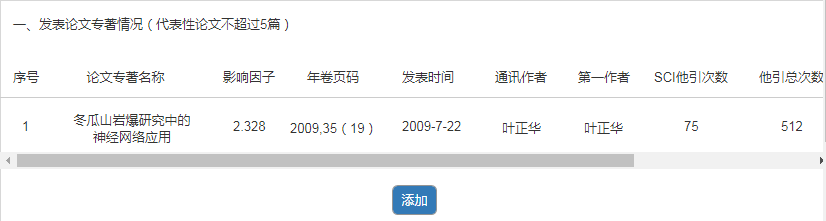 一、发表论文专著情况（代表性论文不超过5篇）
序号 论文专著名称 影响因子 年卷页码 发表时间 通讯作者 第一作者 SCI他引次数 他引总次数
1 冬瓜山岩爆研究中的神经网络应用 2.328 2009,35（19） 2009-7-22 叶正华 叶正华 75 512
添加